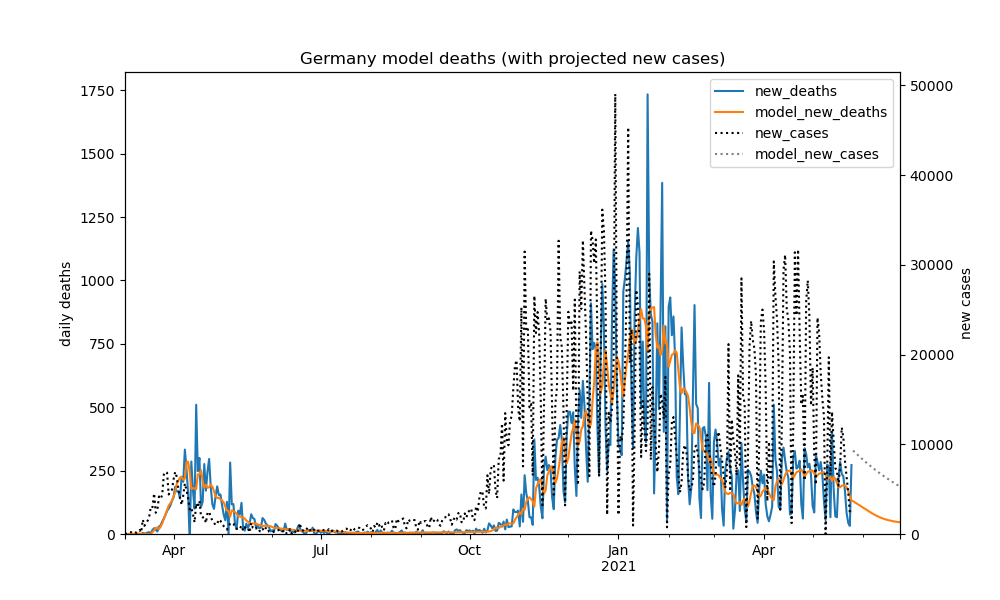 Germany model deaths (with projected new cases)
1750
1500
1250
1000
750
500
250
0
daily deaths
50000
40000
30000
20000
10000
0
new cases
new_deaths
model_new_deaths
new_cases
model_new_cases
Apr
Jul
Oct
Jan
2021
Apr